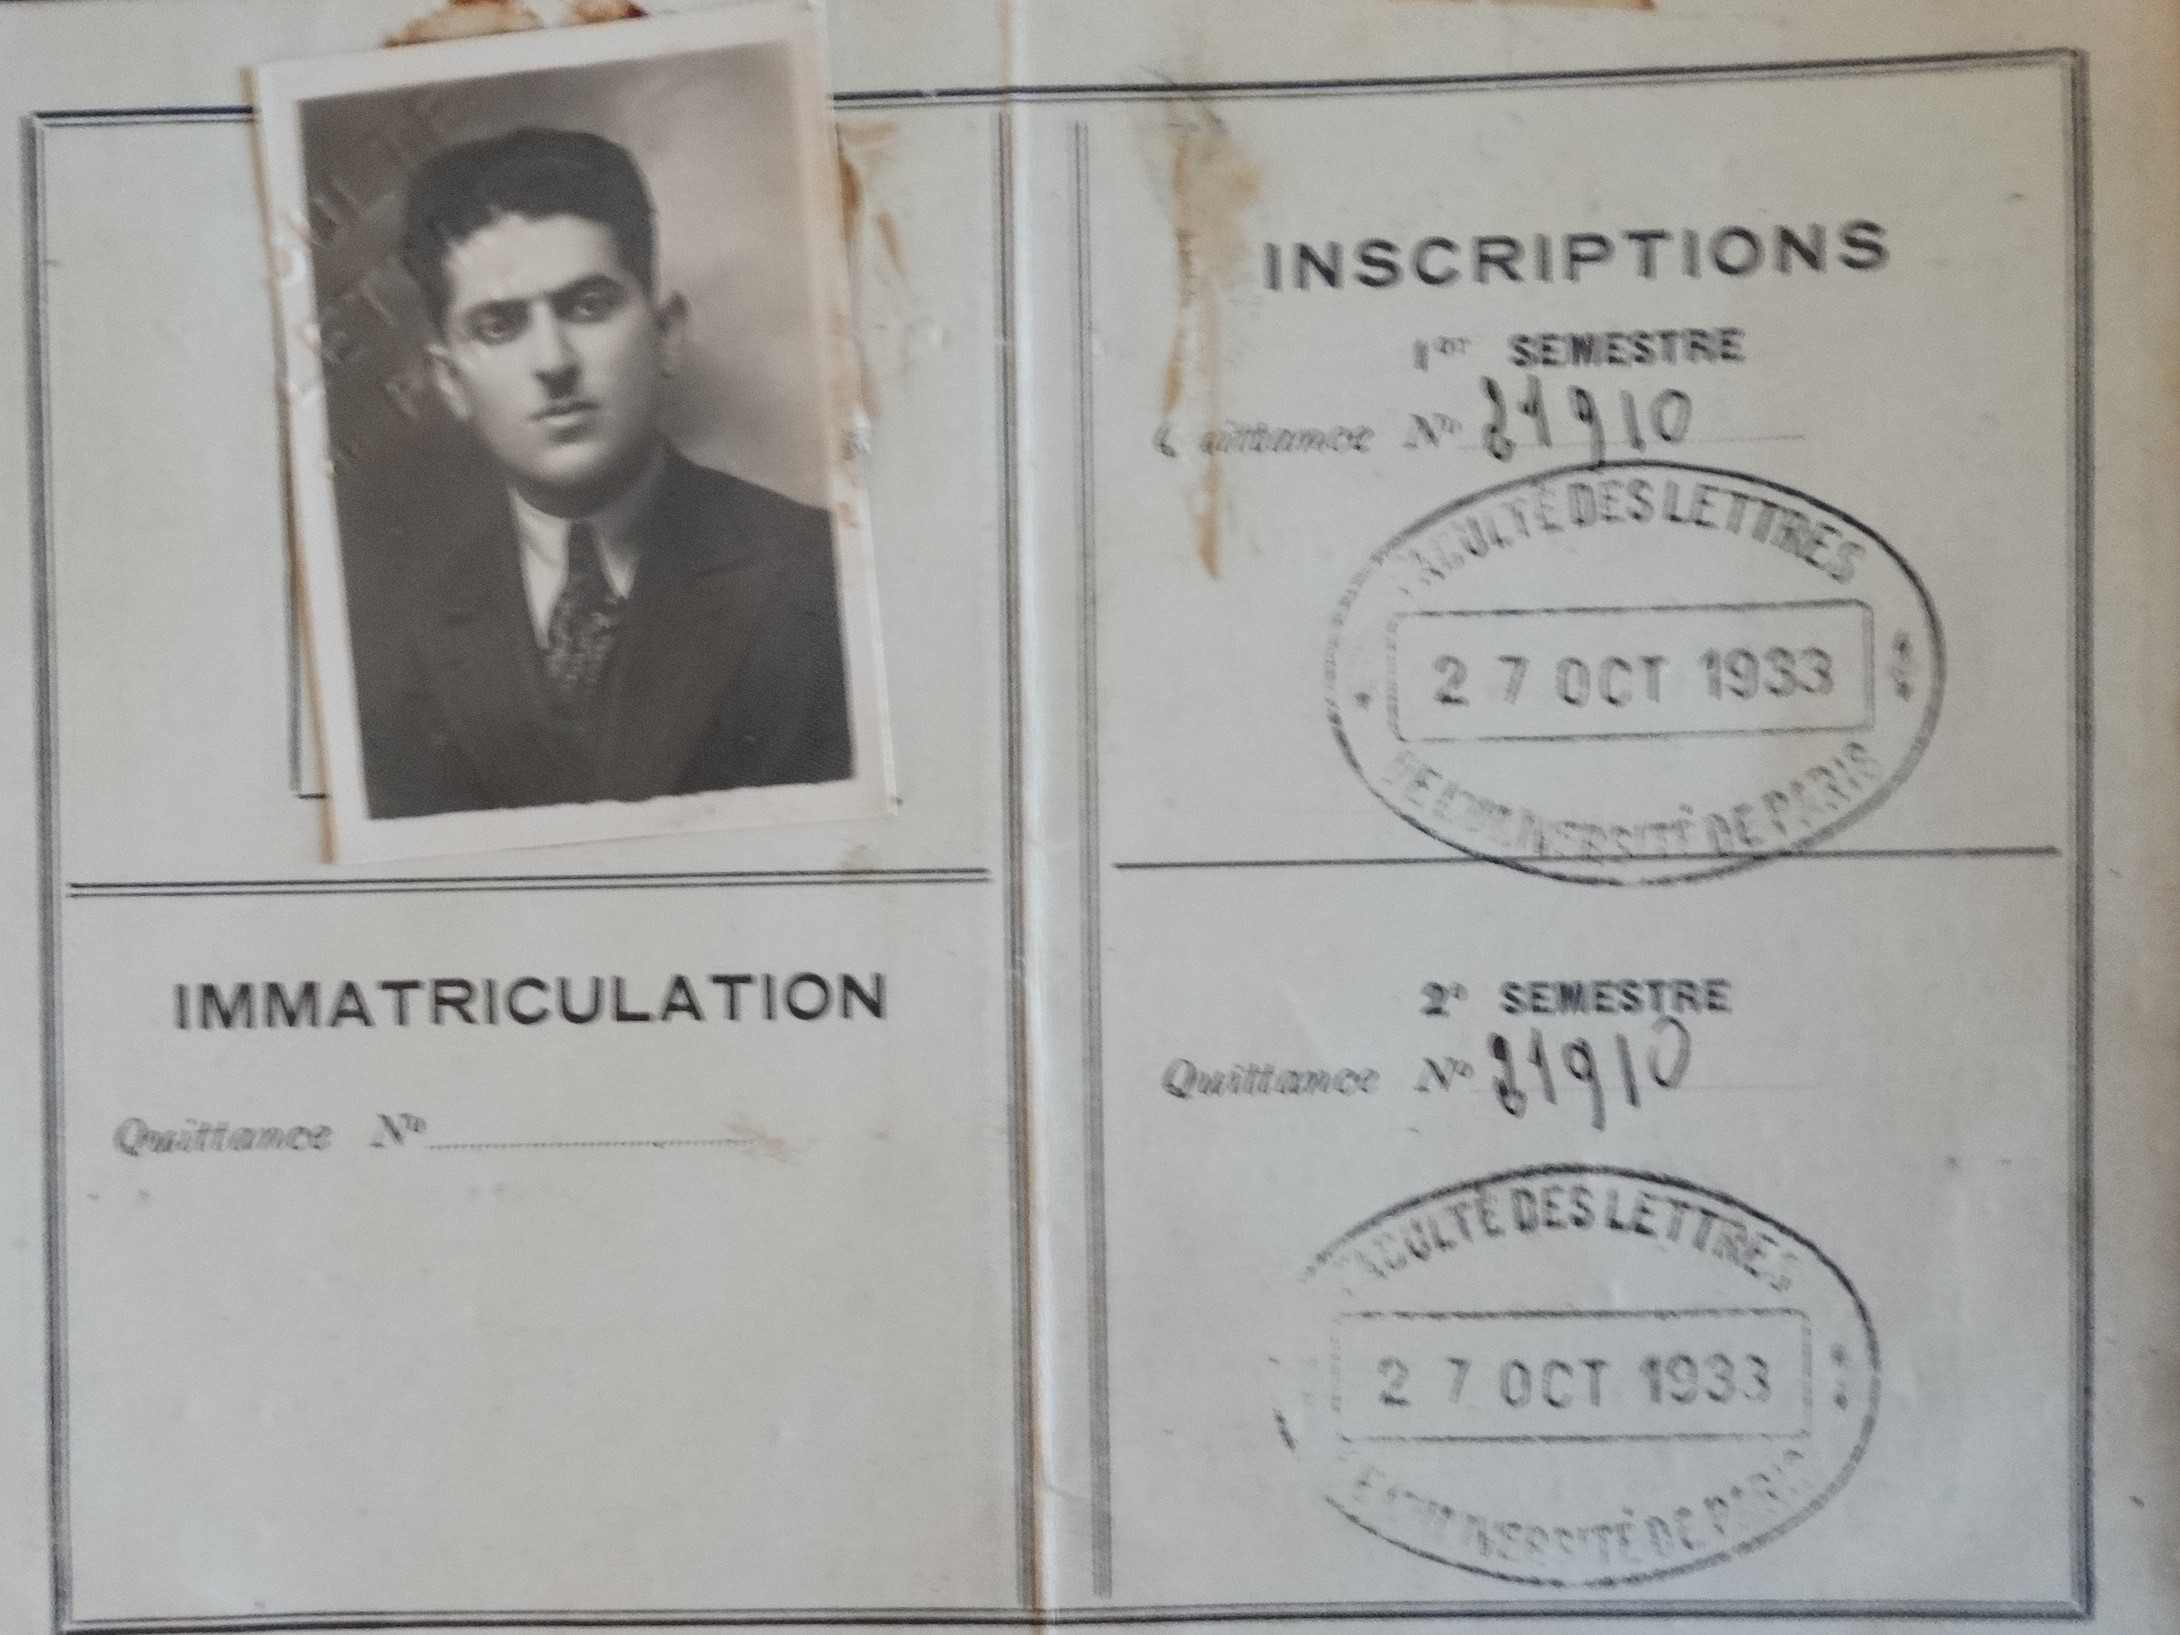 IMMATRICULATION
Quittance No
INSCRIPTIONS
1er SEMESTRE
Quittance No 21910
FACULTÉ DES LETTRES
27 OCT 1933
DE L'UNIVERSITÉ DE PARIS
2e SEMESTRE
Quittance No 21910
FACULTÉ DES LETTRES
27 OCT 1933
DE L'UNIVERSITÉ DE PARIS